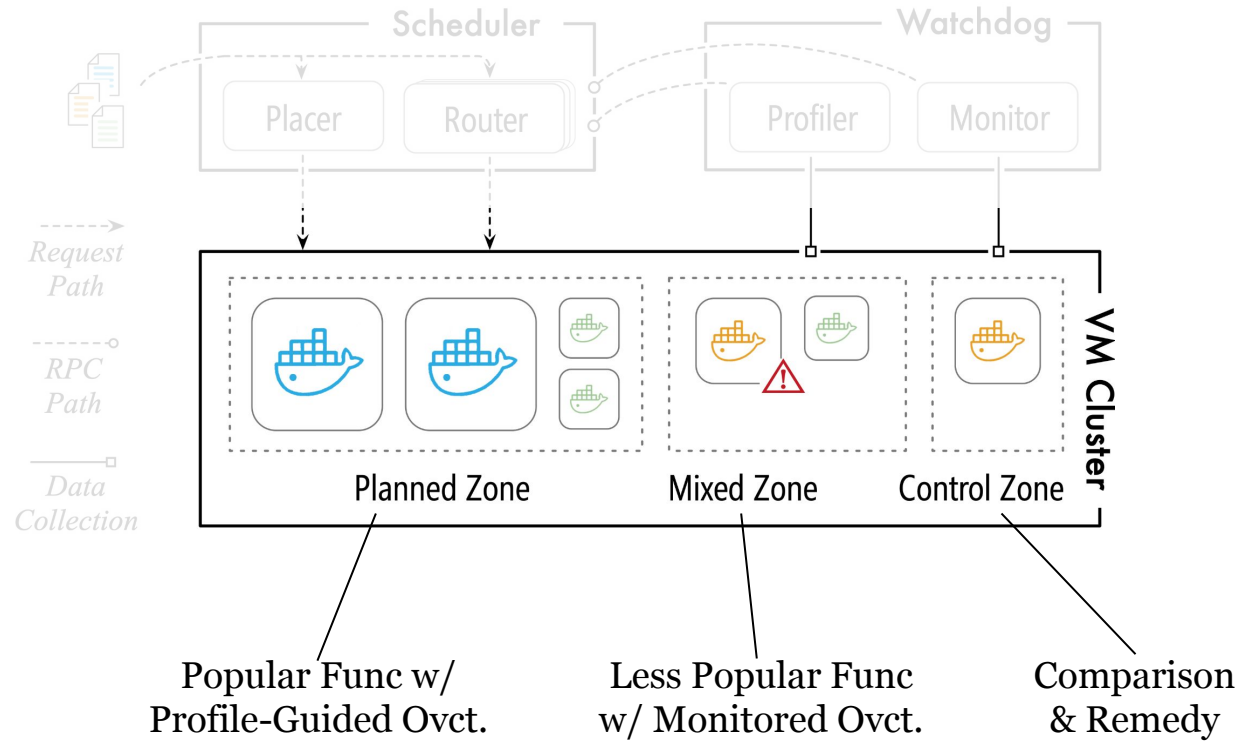 Scheduler
Watchdog
Placer
Router
Profiler
Monitor
Request
Path
RPC
Path
Data
Collection
VM Cluster
Planned Zone
Mixed Zone
Control Zone
Popular Func w/
Profile-Guided Ovct.
Less Popular Func
w/ Monitored Ovct.
Comparison
& Remedy